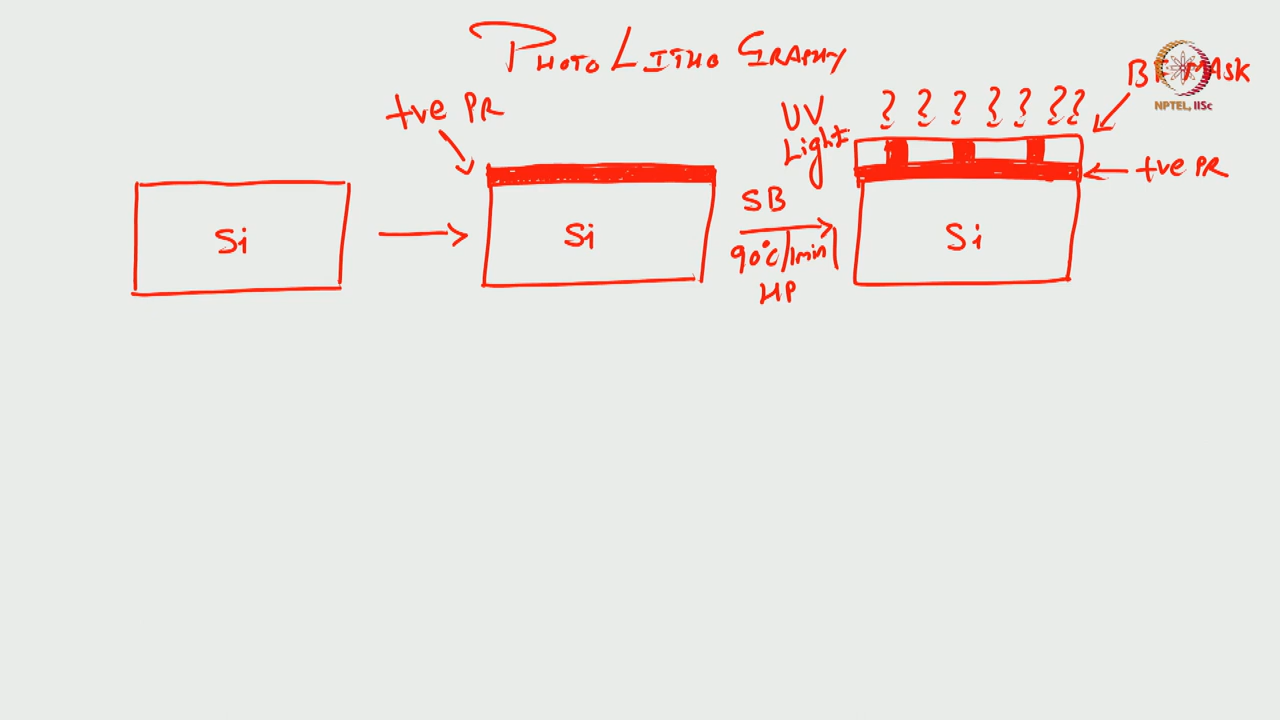 PHOTO LITHO GRAPHY
+ve PR
UV
Light
MASK
NPTEL, IISc
+ve PR
SB
90°C/1min
HP
Si
Si
Si